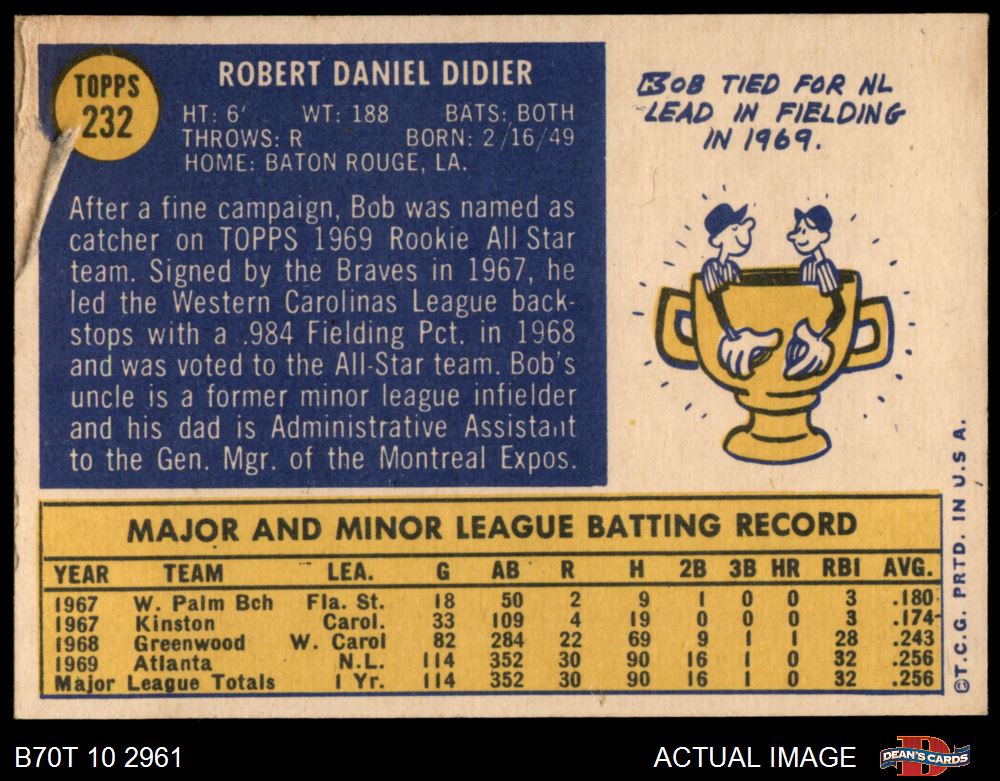 TOPPS
232
ROBERT DANIEL DIDIER
HT: 6' WT: 188 BATS: BOTH
THROWS: R BORN: 2/16/49
HOME: BATON ROUGE, LA.
After a fine campaign, Bob was named as
catcher on TOPPS 1969 Rookie All Star
team. Signed by the Braves in 1967, he
led the Western Carolinas League back-
stops with a .984 Fielding Pct. in 1968
and was voted to the All-Star team. Bob's
uncle is a former minor league infielder
and his dad is Administrative Assistant
to the Gen. Mgr. of the Montreal Expos.
BOB TIED FOR NL
LEAD IN FIELDING
IN 1969.
MAJOR AND MINOR LEAGUE BATTING RECORD
YEAR TEAM LEA. G AB R H 2B 3B HR RBI AVG.
1967 W. Palm Bch Fla. St. 18 50 2 9 1 0 0 3 .180
1967 Kinston Carol. 33 109 4 19 0 0 0 3 .174
1968 Greenwood W. Carol 82 284 22 69 9 1 1 28 .243
1969 Atlanta N.L. 114 352 30 90 16 1 0 32 .256
Major League Totals 1 Yr. 114 352 30 90 16 1 0 32 .256
©T.C.G. PRTD. IN U.S.A.
B70T 10 2961
ACTUAL IMAGE
DEAN'S CARDS